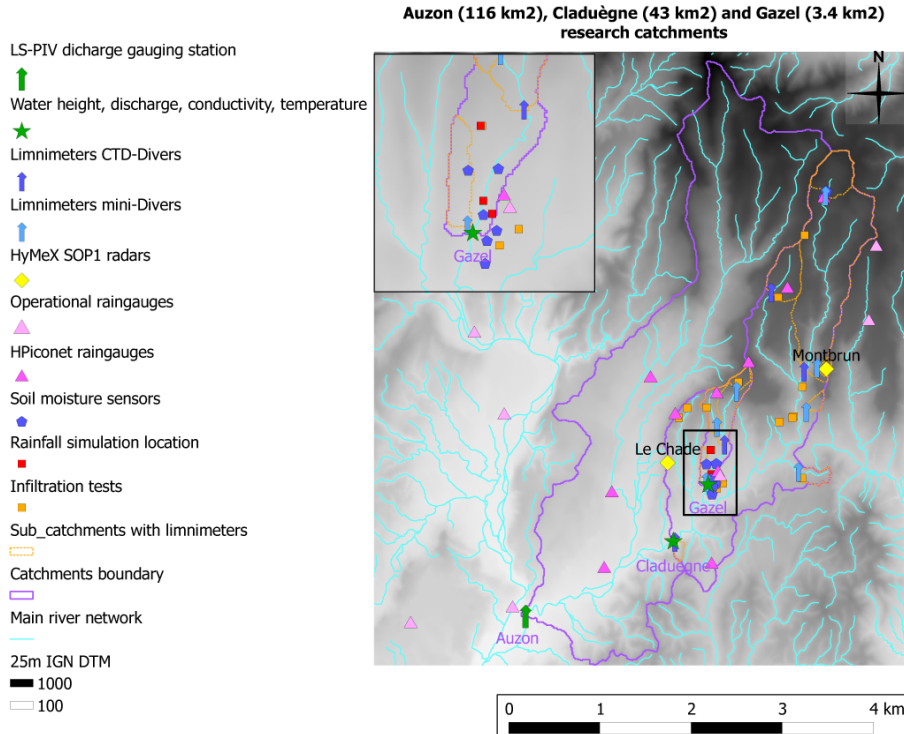 Auzon (116 km2), Claduègne (43 km2) and Gazel (3.4 km2)
research catchments
LS-PIV dicharge gauging station
Water height, discharge, conductivity, temperature
Limnimeters CTD-Divers
Limnimeters mini-Divers
HyMeX SOP1 radars
Operational raingauges
HPiconet raingauges
Soil moisture sensors
Rainfall simulation location
Infiltration tests
Sub_catchments with limnimeters
Catchments boundary
Main river network
25m IGN DTM
1000
100
N
Gazel
Montbrun
Le Chade
Gazel
Claduegne
Auzon
0 1 2 3 4 km